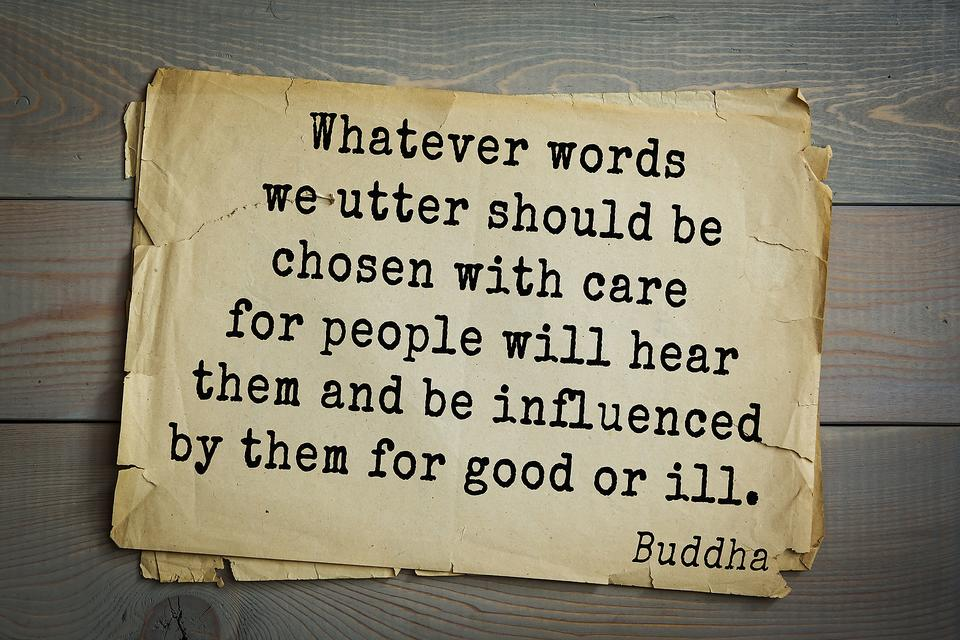 Whatever words
we utter should be
chosen with care
for people will hear
them and be influenced
by them for good or ill.
Buddha